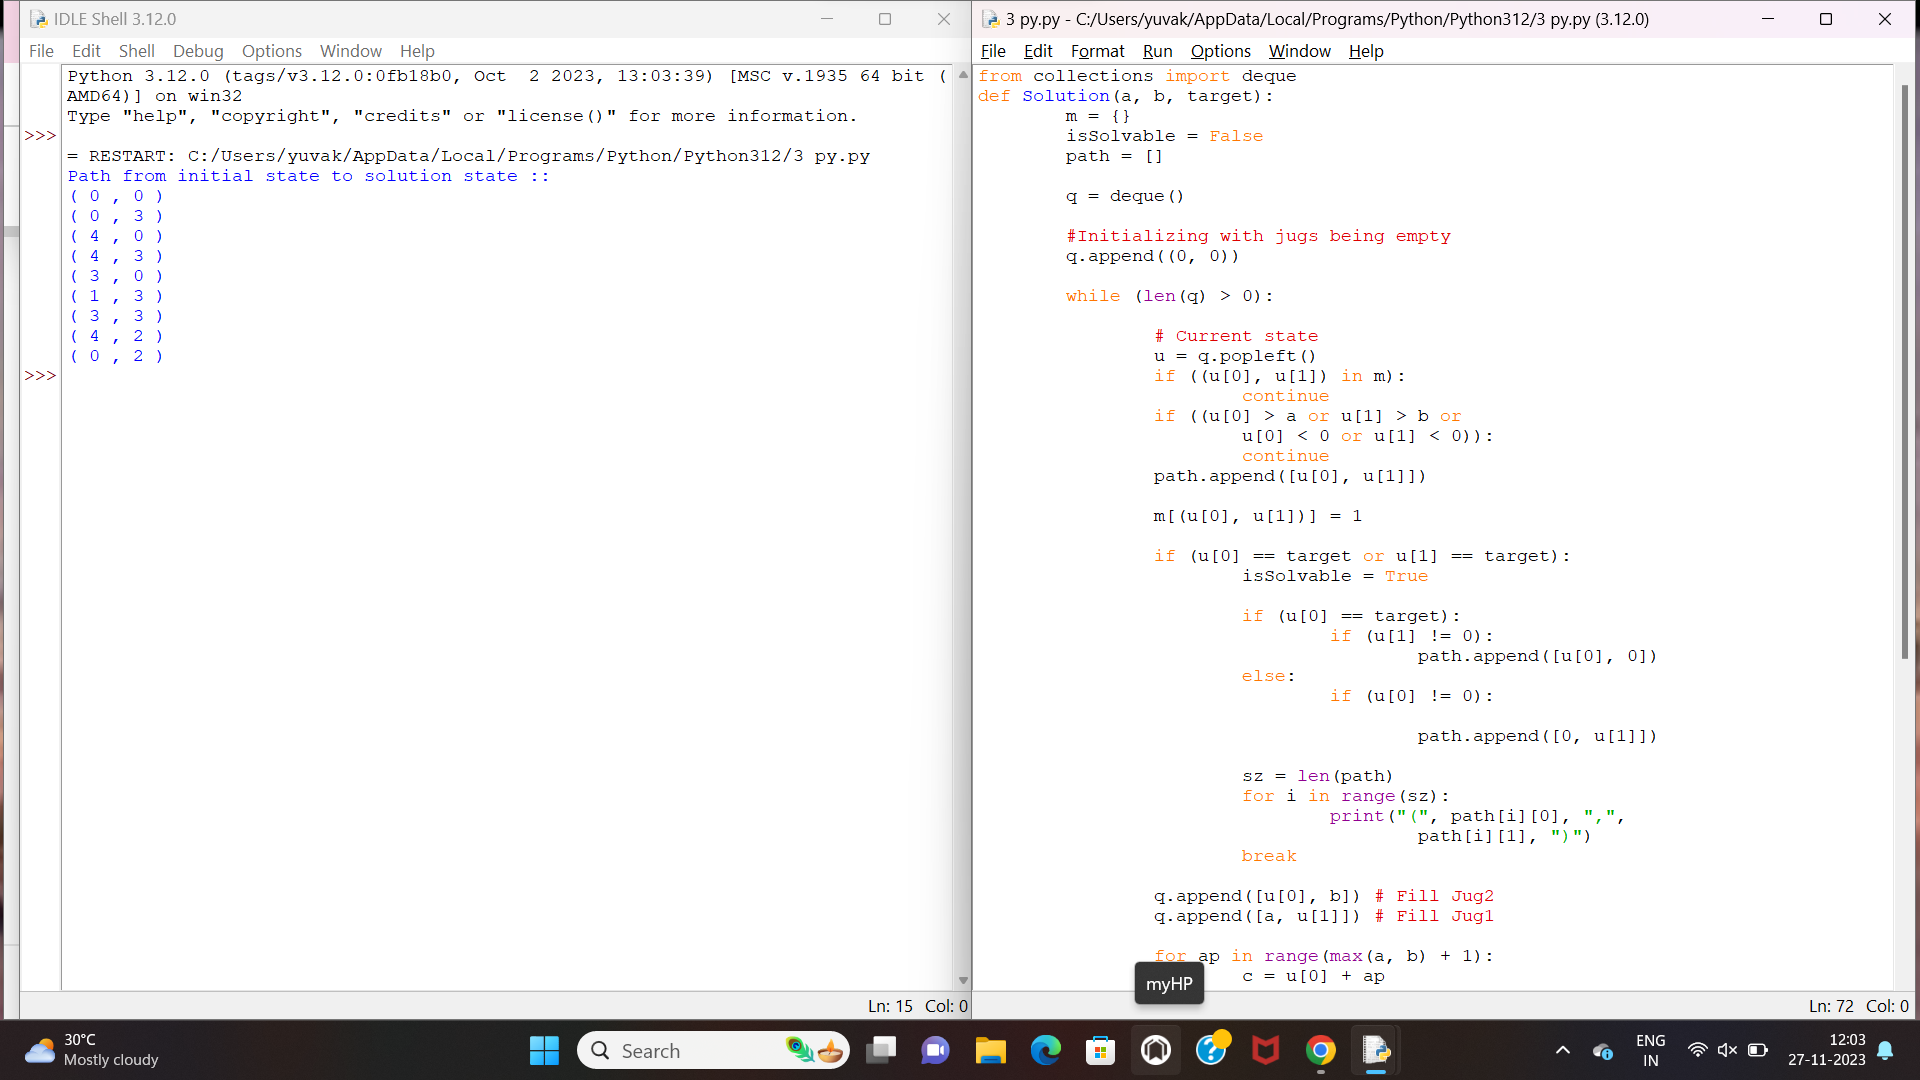 IDLE Shell 3.12.0
File Edit Shell Debug Options Window Help
Python 3.12.0 (tags/v3.12.0:0fb18b0, Oct  2 2023, 13:03:39) [MSC v.1935 64 bit (
AMD64)] on win32
Type "help", "copyright", "credits" or "license()" for more information.
>>>
= RESTART: C:/Users/yuvak/AppData/Local/Programs/Python/Python312/3 py.py
Path from initial state to solution state ::
( 0 , 0 )
( 0 , 3 )
( 4 , 0 )
( 4 , 3 )
( 3 , 0 )
( 1 , 3 )
( 3 , 3 )
( 4 , 2 )
( 0 , 2 )
>>>
Ln: 15 Col: 0
3 py.py - C:/Users/yuvak/AppData/Local/Programs/Python/Python312/3 py.py (3.12.0)
File Edit Format Run Options Window Help
from collections import deque
def Solution(a, b, target):
        m = {}
        isSolvable = False
        path = []
        q = deque()
        #Initializing with jugs being empty
        q.append((0, 0))
        while (len(q) > 0):
                # Current state
                u = q.popleft()
                if ((u[0], u[1]) in m):
                        continue
                if ((u[0] > a or u[1] > b or
                        u[0] < 0 or u[1] < 0)):
                        continue
                path.append([u[0], u[1]])
                m[(u[0], u[1])] = 1
                if (u[0] == target or u[1] == target):
                        isSolvable = True
                        if (u[0] == target):
                                if (u[1] != 0):
                                        path.append([u[0], 0])
                        else:
                                if (u[0] != 0):
                                        path.append([0, u[1]])
                        sz = len(path)
                        for i in range(sz):
                                print("(", path[i][0], ",",
                                        path[i][1], ")")
                        break
                q.append([u[0], b]) # Fill Jug2
                q.append([a, u[1]]) # Fill Jug1
                for ap in range(max(a, b) + 1):
                        c = u[0] + ap
myHP
Ln: 72 Col: 0
30°C
Mostly cloudy
Search
ENG
IN
12:03
27-11-2023